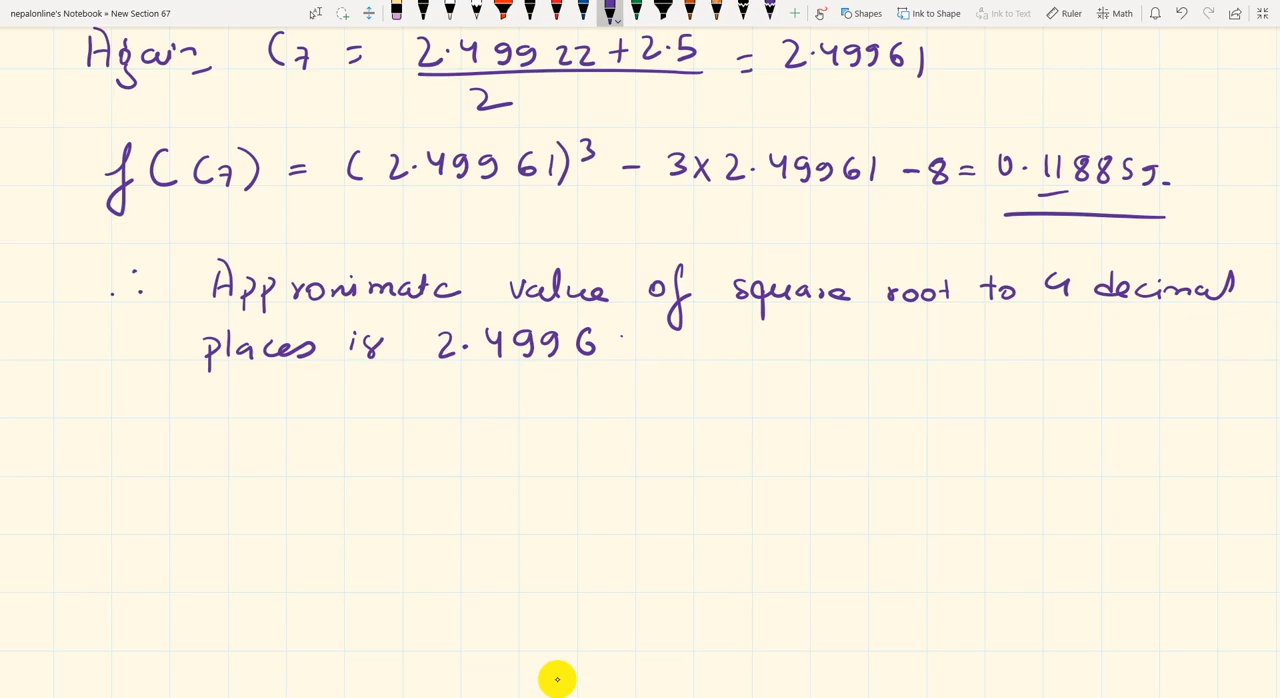 nepalonline's Notebook » New Section 67
Shapes Ink to Shape Ink to Text Ruler Math
Again, C7 = (2.49922 + 2.5) / 2 = 2.49961
f(C7) = (2.49961)³ - 3 × 2.49961 - 8 = 0.11885 5.
∴ Approximate value of square root to 4 decimal
places is 2.4996.